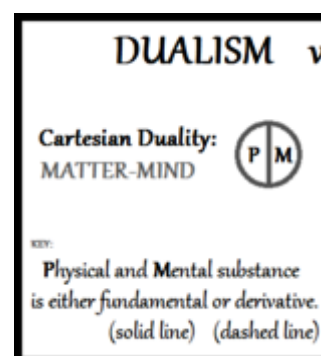 DUALISM v
Cartesian Duality:
MATTER-MIND
P M
KEY:
Physical and Mental substance
is either fundamental or derivative.
(solid line) (dashed line)